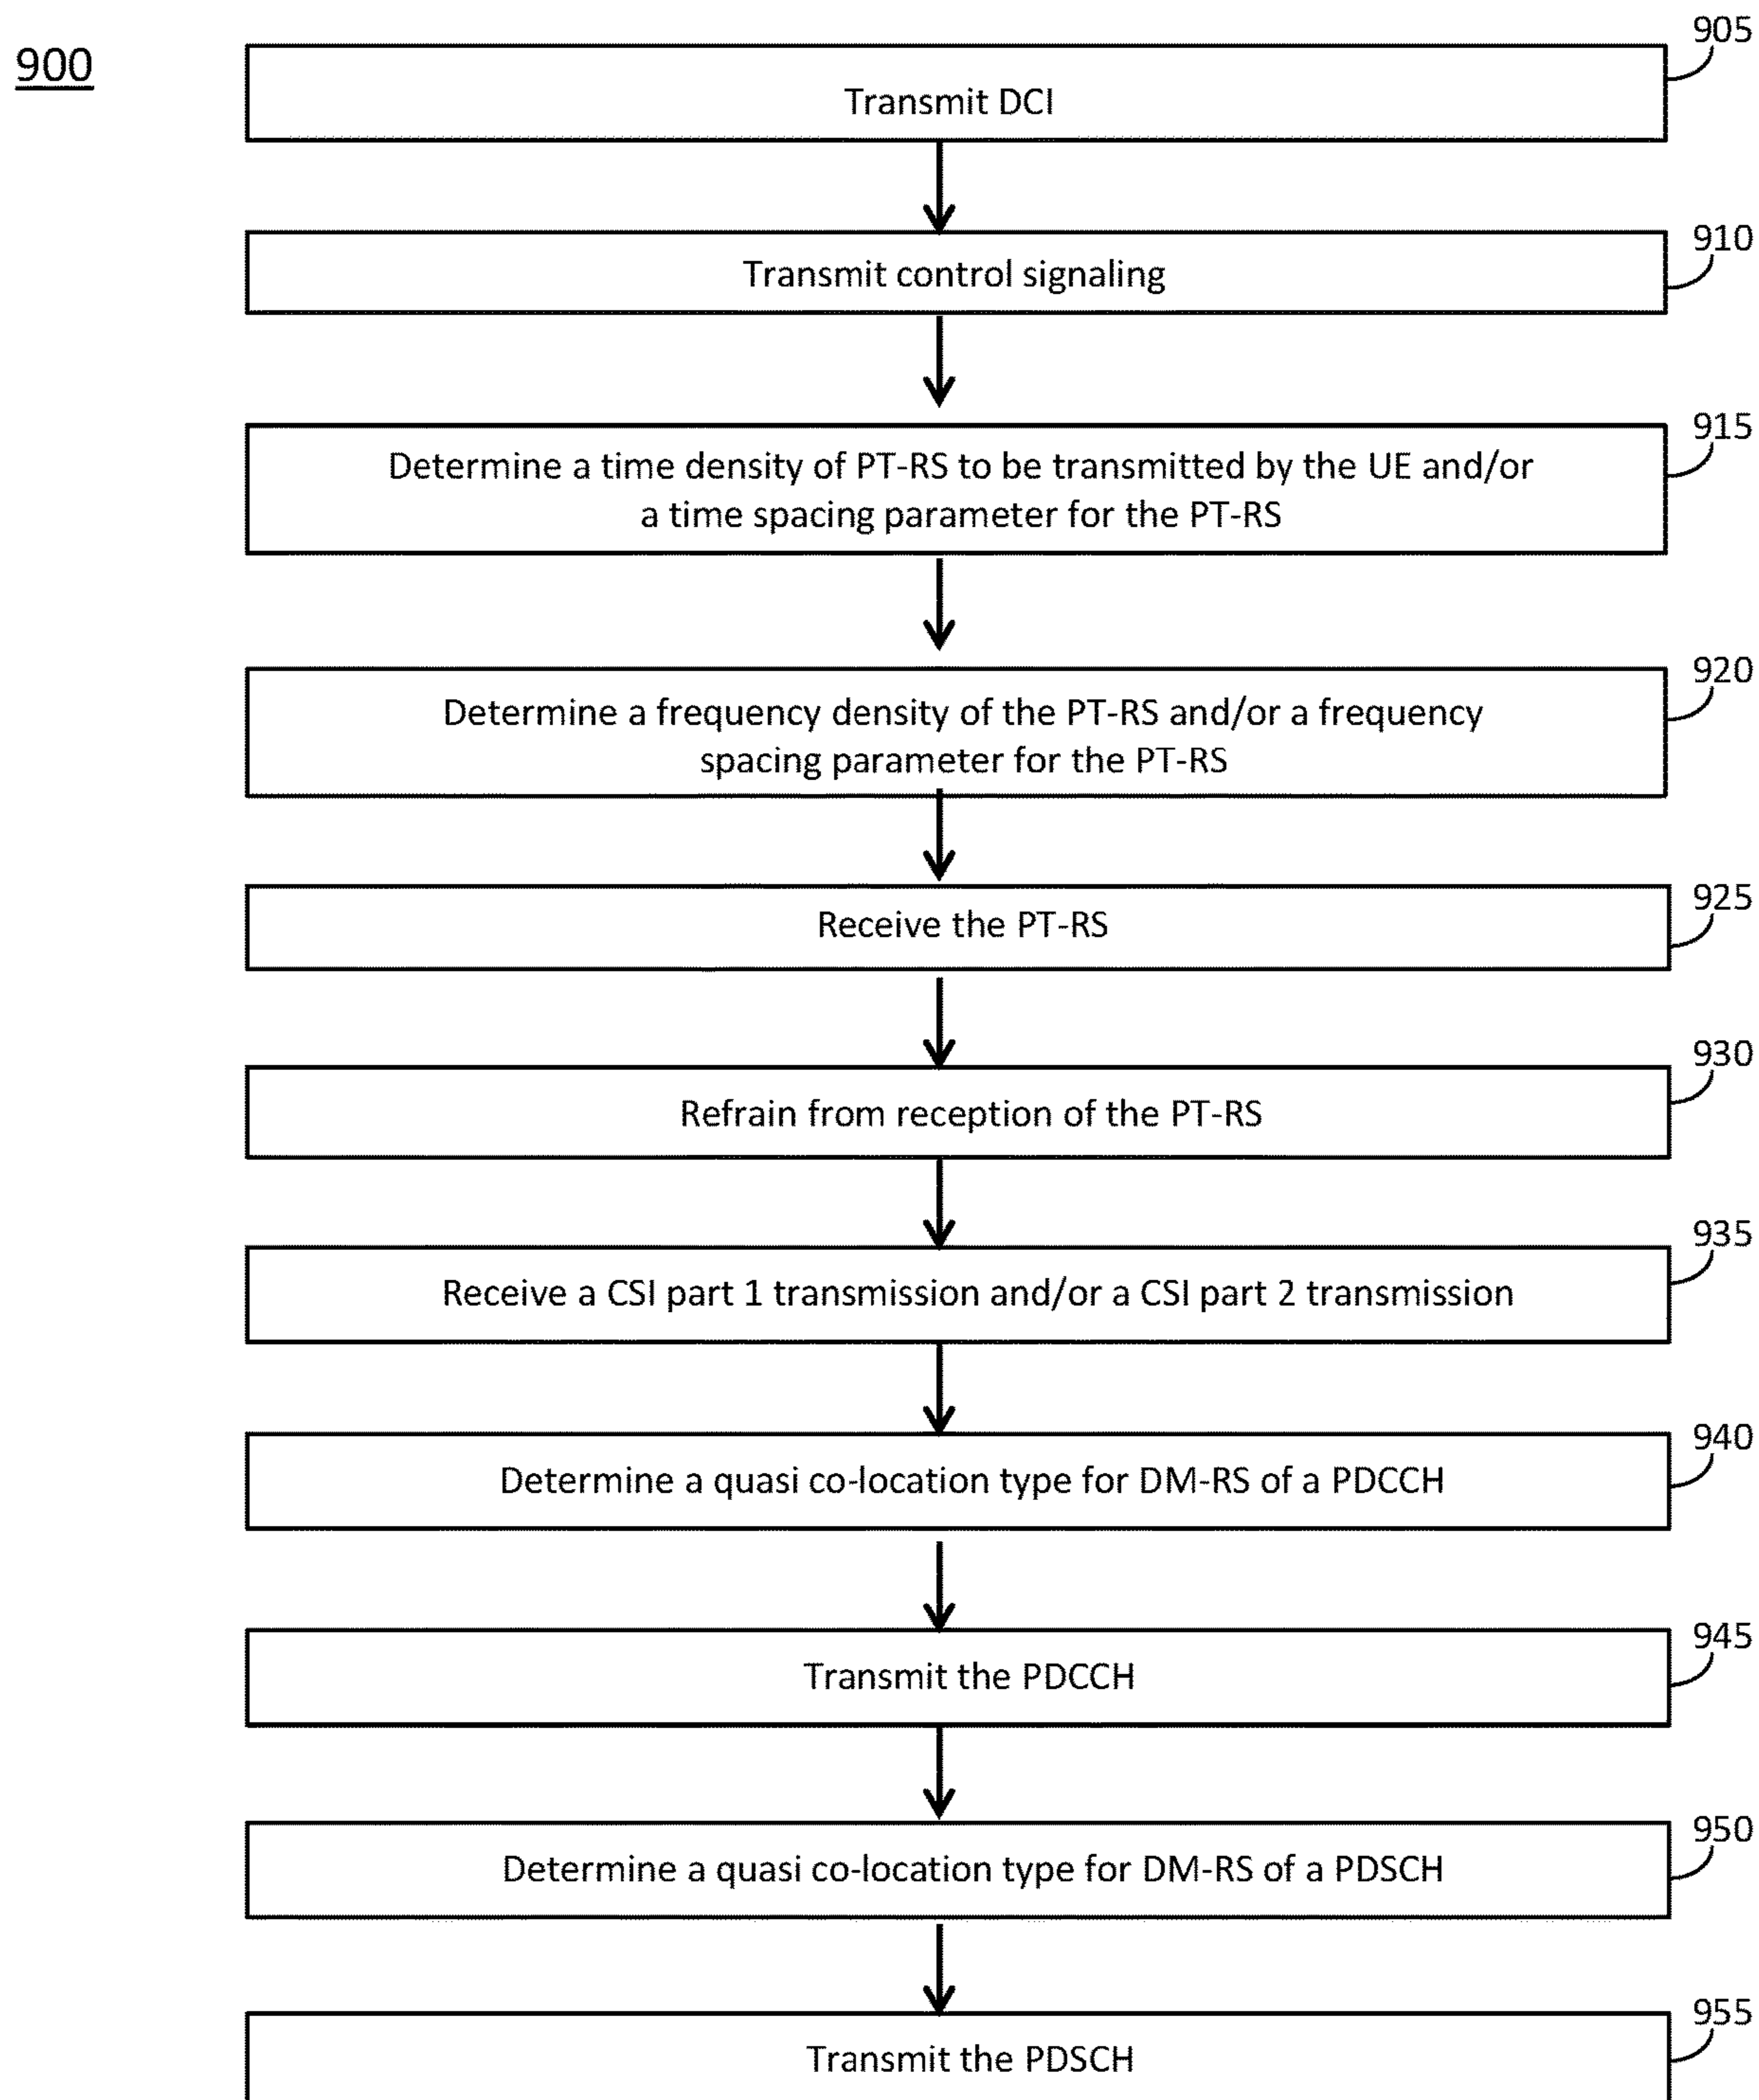 900
905
Transmit DCI
910
Transmit control signaling
915
Determine a time density of PT-RS to be transmitted by the UE and/or
a time spacing parameter for the PT-RS
920
Determine a frequency density of the PT-RS and/or a frequency
spacing parameter for the PT-RS
925
Receive the PT-RS
930
Refrain from reception of the PT-RS
935
Receive a CSI part 1 transmission and/or a CSI part 2 transmission
940
Determine a quasi co-location type for DM-RS of a PDCCH
945
Transmit the PDCCH
950
Determine a quasi co-location type for DM-RS of a PDSCH
955
Transmit the PDSCH